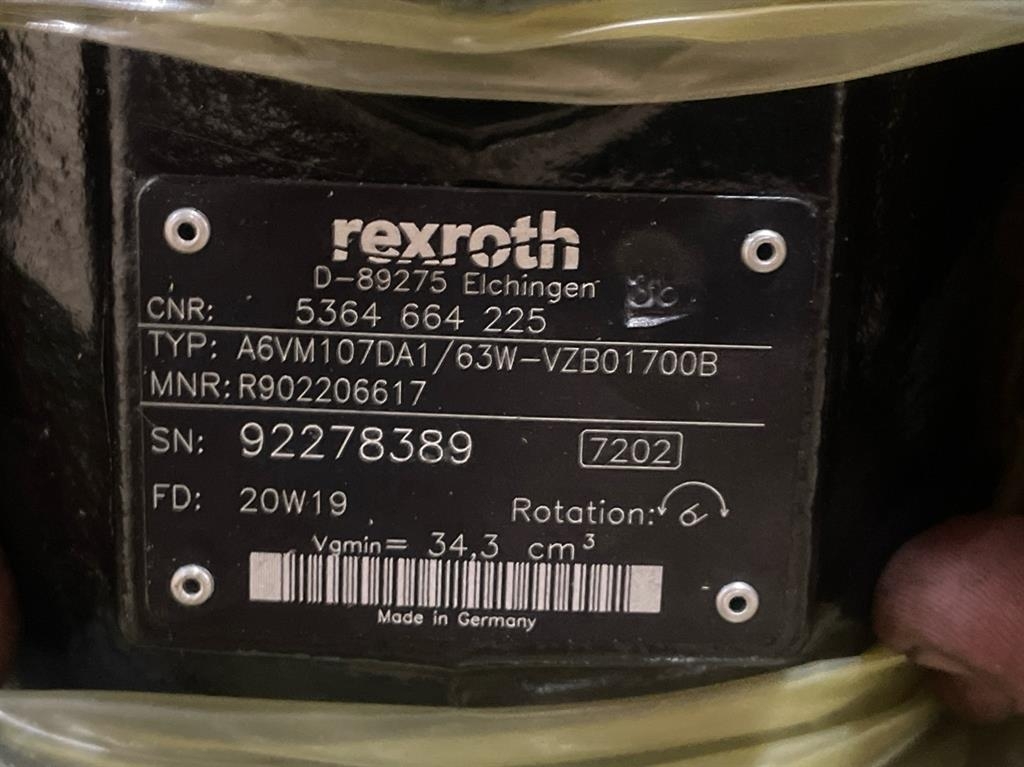 rexroth
D-89275 Elchingen
36
CNR: 5364 664 225
TYP: A6VM107DA1/63W-VZB01700B
MNR: R902206617
SN: 92278389 7202
FD: 20W19 Rotation:
Vgmin= 34,3 cm³
Made in Germany